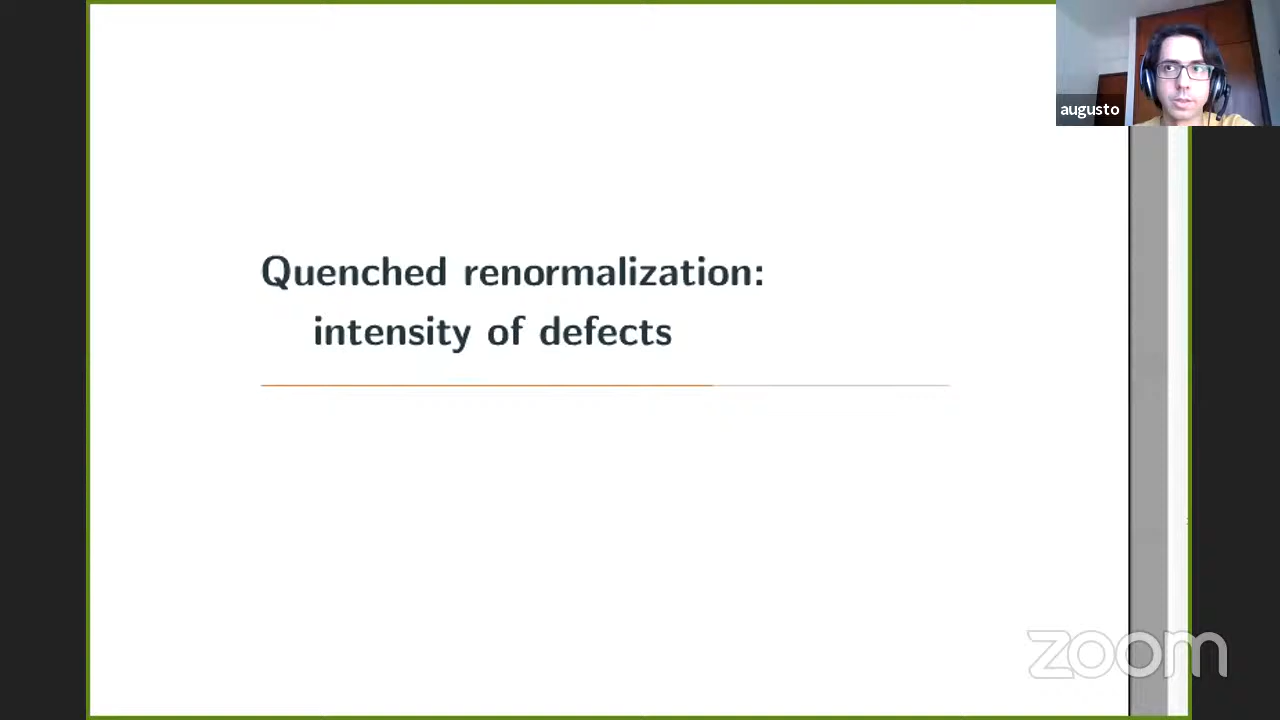 augusto
Quenched renormalization:
intensity of defects
zoom